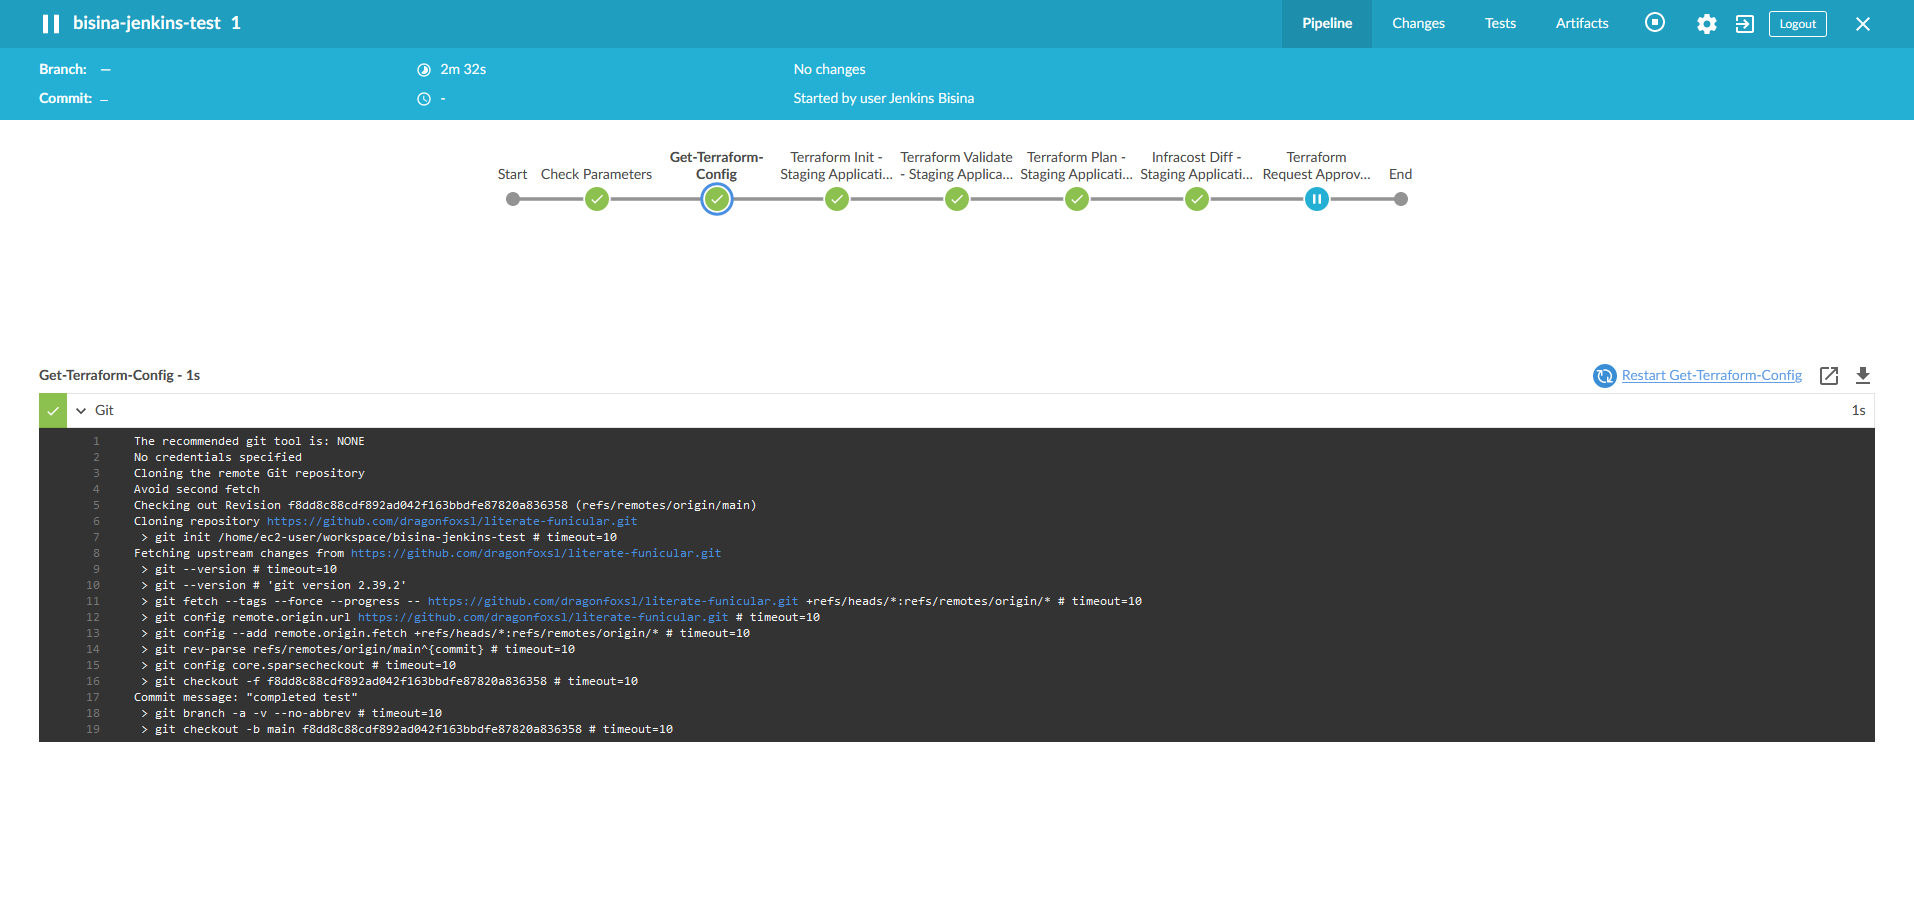 bisina-jenkins-test 1
Pipeline
Changes
Tests
Artifacts
Logout
Branch: —
2m 32s
No changes
Commit: —
-
Started by user Jenkins Bisina
Start
Check Parameters
Get-Terraform-
Config
Terraform Init -
Staging Applicati...
Terraform Validate
- Staging Applica...
Terraform Plan -
Staging Applicati...
Infracost Diff -
Staging Applicati...
Terraform
Request Approv...
End
Get-Terraform-Config - 1s
Restart Get-Terraform-Config
Git
1s
1 The recommended git tool is: NONE
2 No credentials specified
3 Cloning the remote Git repository
4 Avoid second fetch
5 Checking out Revision f8dd8c88cdf892ad042f163bbdfe87820a836358 (refs/remotes/origin/main)
6 Cloning repository https://github.com/dragonfoxsl/literate-funicular.git
7 > git init /home/ec2-user/workspace/bisina-jenkins-test # timeout=10
8 Fetching upstream changes from https://github.com/dragonfoxsl/literate-funicular.git
9 > git --version # timeout=10
10 > git --version # 'git version 2.39.2'
11 > git fetch --tags --force --progress -- https://github.com/dragonfoxsl/literate-funicular.git +refs/heads/*:refs/remotes/origin/* # timeout=10
12 > git config remote.origin.url https://github.com/dragonfoxsl/literate-funicular.git # timeout=10
13 > git config --add remote.origin.fetch +refs/heads/*:refs/remotes/origin/* # timeout=10
14 > git rev-parse refs/remotes/origin/main^{commit} # timeout=10
15 > git config core.sparsecheckout # timeout=10
16 > git checkout -f f8dd8c88cdf892ad042f163bbdfe87820a836358 # timeout=10
17 Commit message: "completed test"
18 > git branch -a -v --no-abbrev # timeout=10
19 > git checkout -b main f8dd8c88cdf892ad042f163bbdfe87820a836358 # timeout=10